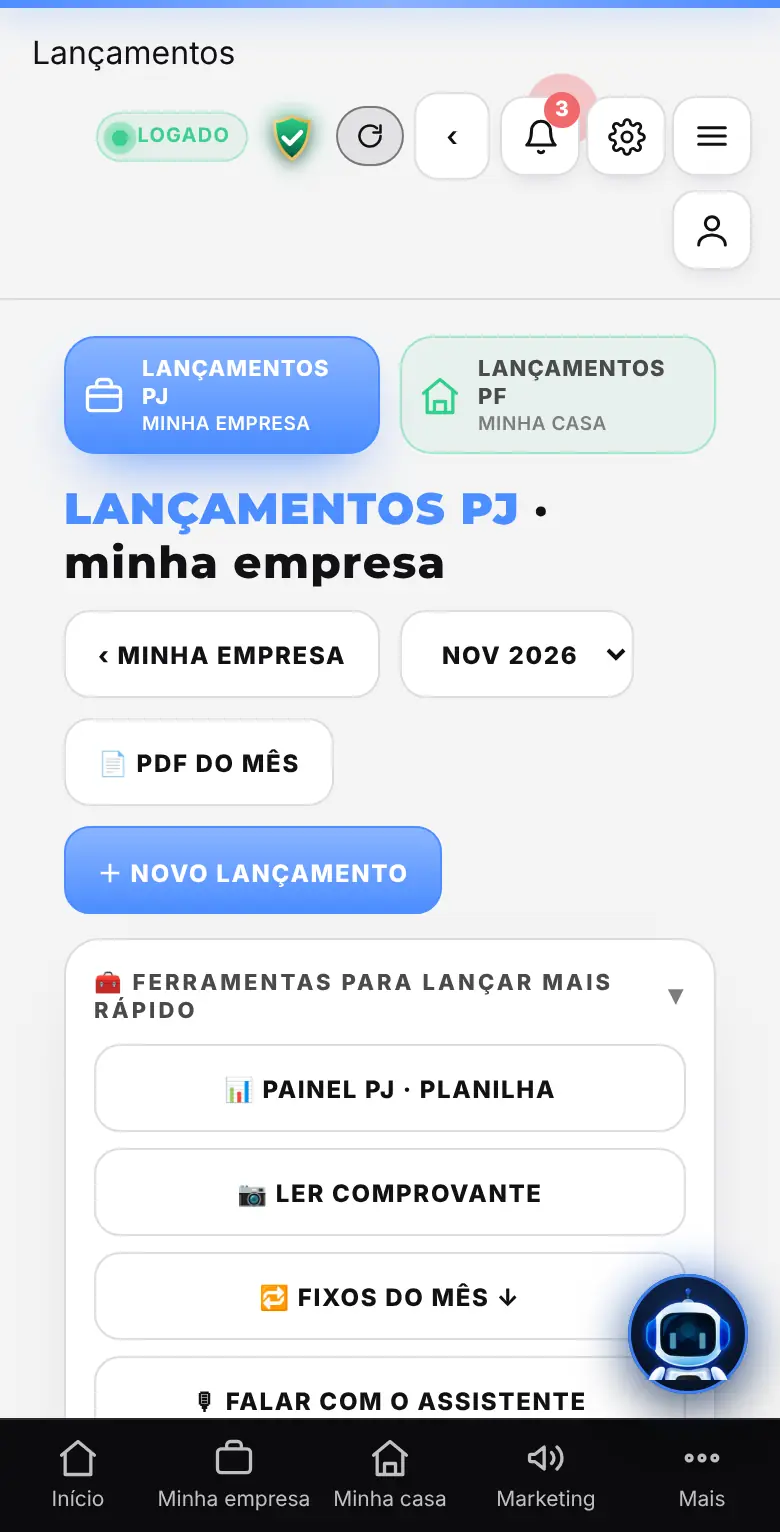 Lançamentos
LOGADO
‹
3
LANÇAMENTOS
PJ
MINHA EMPRESA
LANÇAMENTOS
PF
MINHA CASA
LANÇAMENTOS PJ •
minha empresa
‹ MINHA EMPRESA
NOV 2026
📄 PDF DO MÊS
+ NOVO LANÇAMENTO
🧰 FERRAMENTAS PARA LANÇAR MAIS
RÁPIDO ▼
📊 PAINEL PJ · PLANILHA
📷 LER COMPROVANTE
🔁 FIXOS DO MÊS ↓
🎙 FALAR COM O ASSISTENTE
Início
Minha empresa
Minha casa
Marketing
Mais